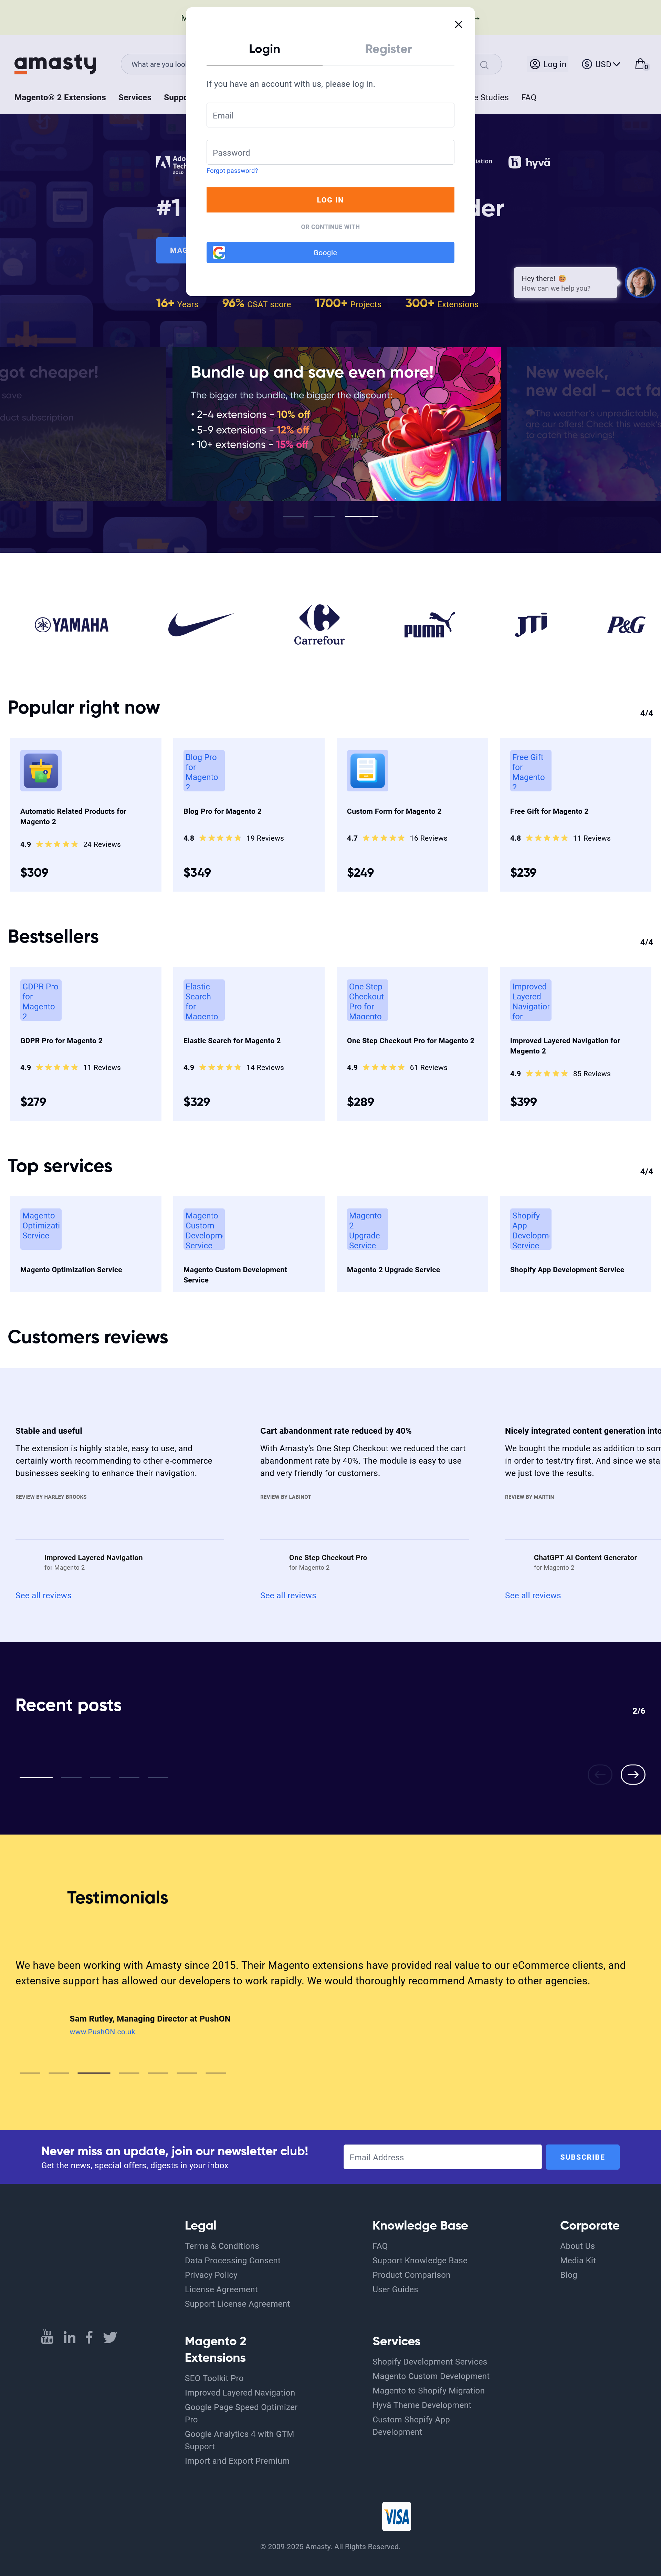 M
→
Login
Register
If you have an account with us, please log in.
Email
Password
Forgot password?
LOG IN
OR CONTINUE WITH
Google
amasty
What are you loo
Log in
USD
0
Magento® 2 Extensions
Services
Suppo
e Studies
FAQ
Ado
Tech
GOLD
iation
hyvä
#1
der
MAG
Hey there!
How can we help you?
16+ Years
96% CSAT score
1700+ Projects
300+ Extensions
got cheaper!
save
duct subscription
Bundle up and save even more!
The bigger the bundle, the bigger the discount:
• 2-4 extensions - 10% off
• 5-9 extensions - 12% off
• 10+ extensions - 15% off
New week,
new deal – act fa
The weather's unpredictable,
are our offers! Check this week's
to catch the savings!
YAMAHA
Carrefour
PUMA
JTi
P&G
Popular right now
4/4
Automatic Related Products for
Magento 2
4.9
24 Reviews
$309
Blog Pro
for
Magento
2
Blog Pro for Magento 2
4.8
19 Reviews
$349
Custom Form for Magento 2
4.7
16 Reviews
$249
Free Gift
for
Magento
2
Free Gift for Magento 2
4.8
11 Reviews
$239
Bestsellers
4/4
GDPR Pro
for
Magento
2
GDPR Pro for Magento 2
4.9
11 Reviews
$279
Elastic
Search
for
Magento
Elastic Search for Magento 2
4.9
14 Reviews
$329
One Step
Checkout
Pro for
Magento
One Step Checkout Pro for Magento 2
4.9
61 Reviews
$289
Improved
Layered
Navigation
for
Improved Layered Navigation for
Magento 2
4.9
85 Reviews
$399
Top services
4/4
Magento
Optimizati
Service
Magento Optimization Service
Magento
Custom
Developm
Service
Magento Custom Development
Service
Magento
2
Upgrade
Service
Magento 2 Upgrade Service
Shopify
App
Developm
Service
Shopify App Development Service
Customers reviews
Stable and useful
The extension is highly stable, easy to use, and
certainly worth recommending to other e-commerce
businesses seeking to enhance their navigation.
REVIEW BY HARLEY BROOKS
Improved Layered Navigation
for Magento 2
See all reviews
Cart abandonment rate reduced by 40%
With Amasty's One Step Checkout we reduced the cart
abandonment rate by 40%. The module is easy to use
and very friendly for customers.
REVIEW BY LABINOT
One Step Checkout Pro
for Magento 2
See all reviews
Nicely integrated content generation into
We bought the module as addition to som
in order to test/try first. And since we sta
we just love the results.
REVIEW BY MARTIN
ChatGPT AI Content Generator
for Magento 2
See all reviews
Recent posts
2/6
Testimonials
We have been working with Amasty since 2015. Their Magento extensions have provided real value to our eCommerce clients, and
extensive support has allowed our developers to work rapidly. We would thoroughly recommend Amasty to other agencies.
Sam Rutley, Managing Director at PushON
www.PushON.co.uk
Never miss an update, join our newsletter club!
Get the news, special offers, digests in your inbox
Email Address
SUBSCRIBE
Legal
Terms & Conditions
Data Processing Consent
Privacy Policy
License Agreement
Support License Agreement
Knowledge Base
FAQ
Support Knowledge Base
Product Comparison
User Guides
Corporate
About Us
Media Kit
Blog
You
Tube
in
f
Magento 2
Extensions
SEO Toolkit Pro
Improved Layered Navigation
Google Page Speed Optimizer
Pro
Google Analytics 4 with GTM
Support
Import and Export Premium
Services
Shopify Development Services
Magento Custom Development
Magento to Shopify Migration
Hyvä Theme Development
Custom Shopify App
Development
VISA
© 2009-2025 Amasty. All Rights Reserved.